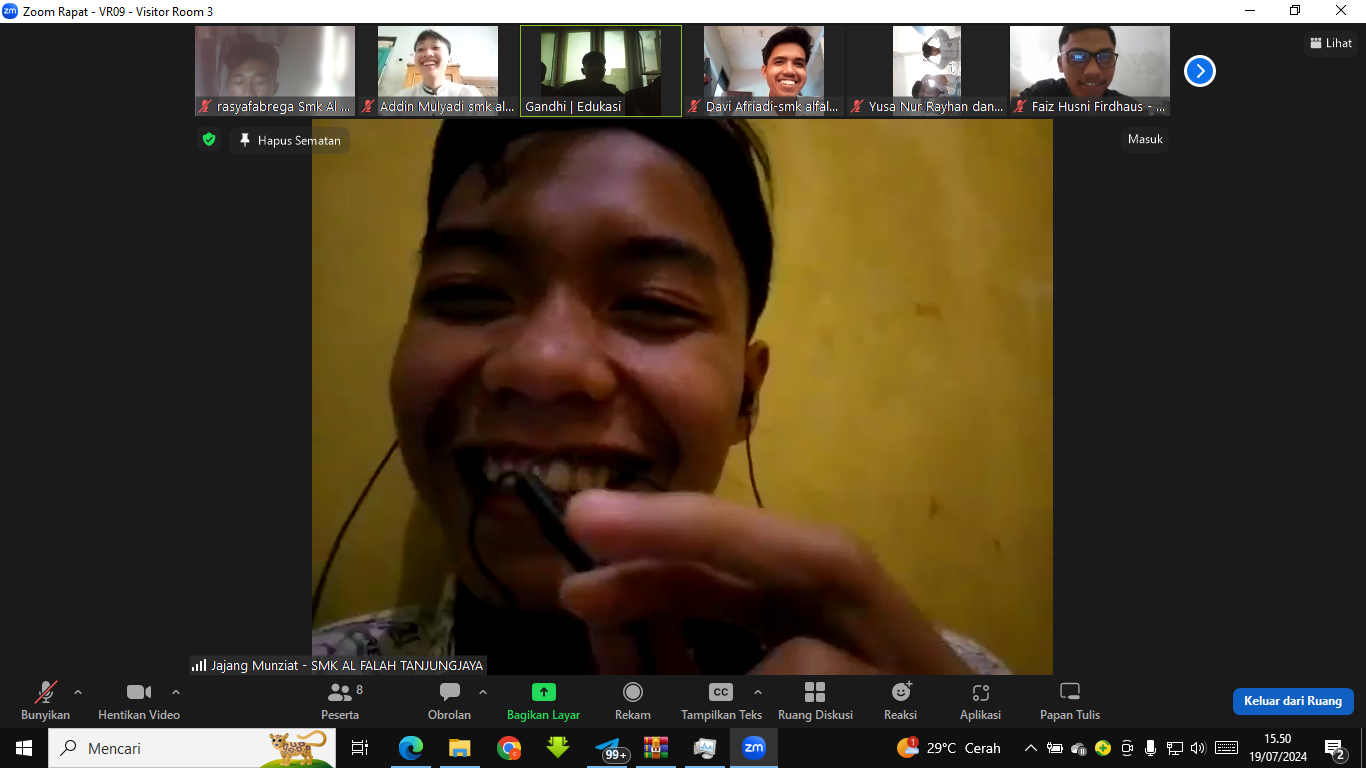 Zoom Rapat - VR09 - Visitor Room 3
rasyafabrega Smk Al ...
Addin Mulyadi smk al...
Gandhi | Edukasi
Davi Afriadi-smk alfal...
Yusa Nur Rayhan dan...
Faiz Husni Firdhaus - ...
Lihat
Hapus Sematan
Masuk
Jajang Munziat - SMK AL FALAH TANJUNGJAYA
Bunyikan
Hentikan Video
8
Peserta
Obrolan
Bagikan Layar
Rekam
CC
Tampilkan Teks
Ruang Diskusi
Reaksi
Aplikasi
Papan Tulis
Keluar dari Ruang
Mencari
99+
zm
1
29°C Cerah
15.50
19/07/2024
2